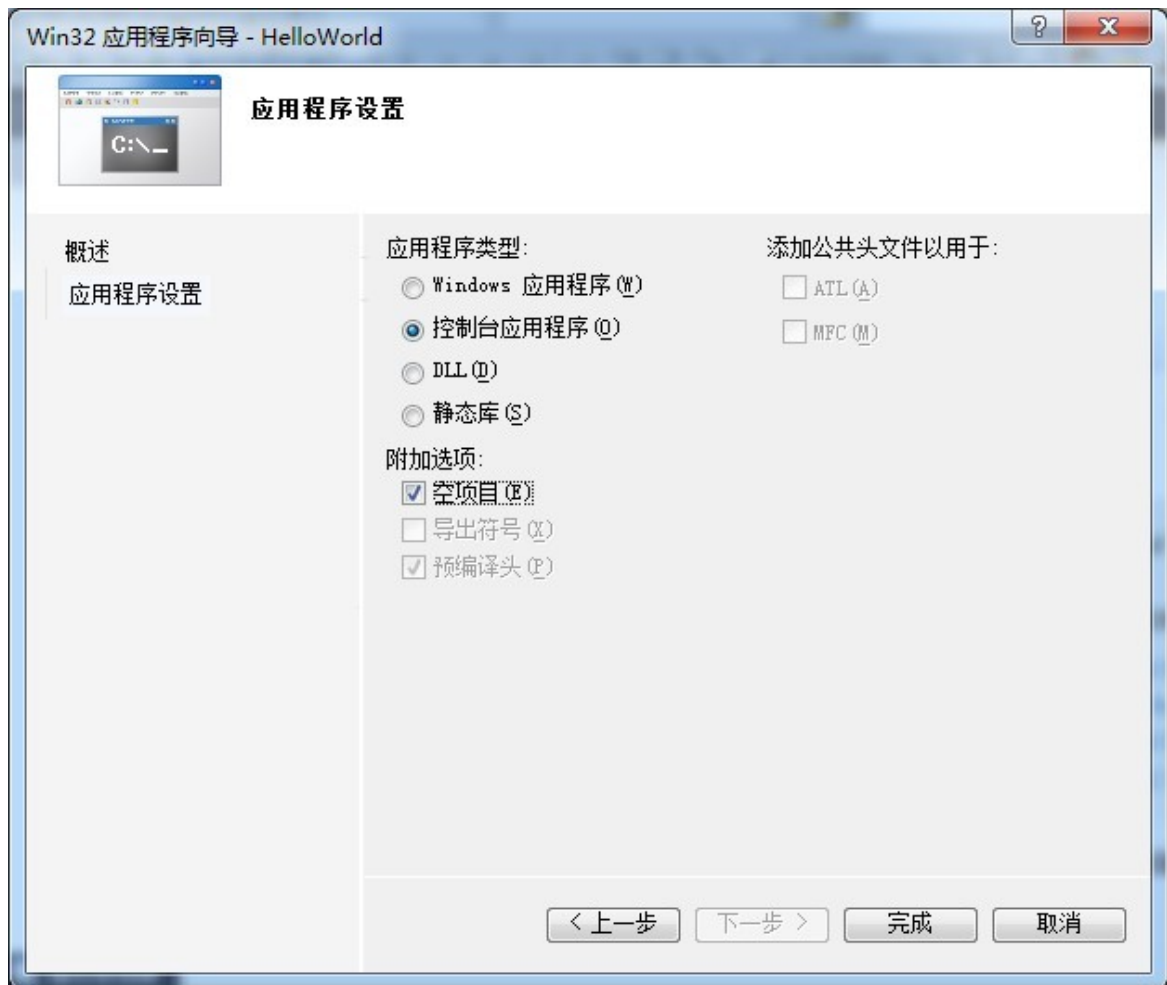 Win32 应用程序向导 - HelloWorld
C:\_
应用程序设置
概述
应用程序设置
应用程序类型:
Windows 应用程序(W)
控制台应用程序(O)
DLL(D)
静态库(S)
附加选项:
空项目(E)
导出符号(X)
预编译头(P)
添加公共头文件以用于:
ATL(A)
MFC(M)
< 上一步
下一步 >
完成
取消